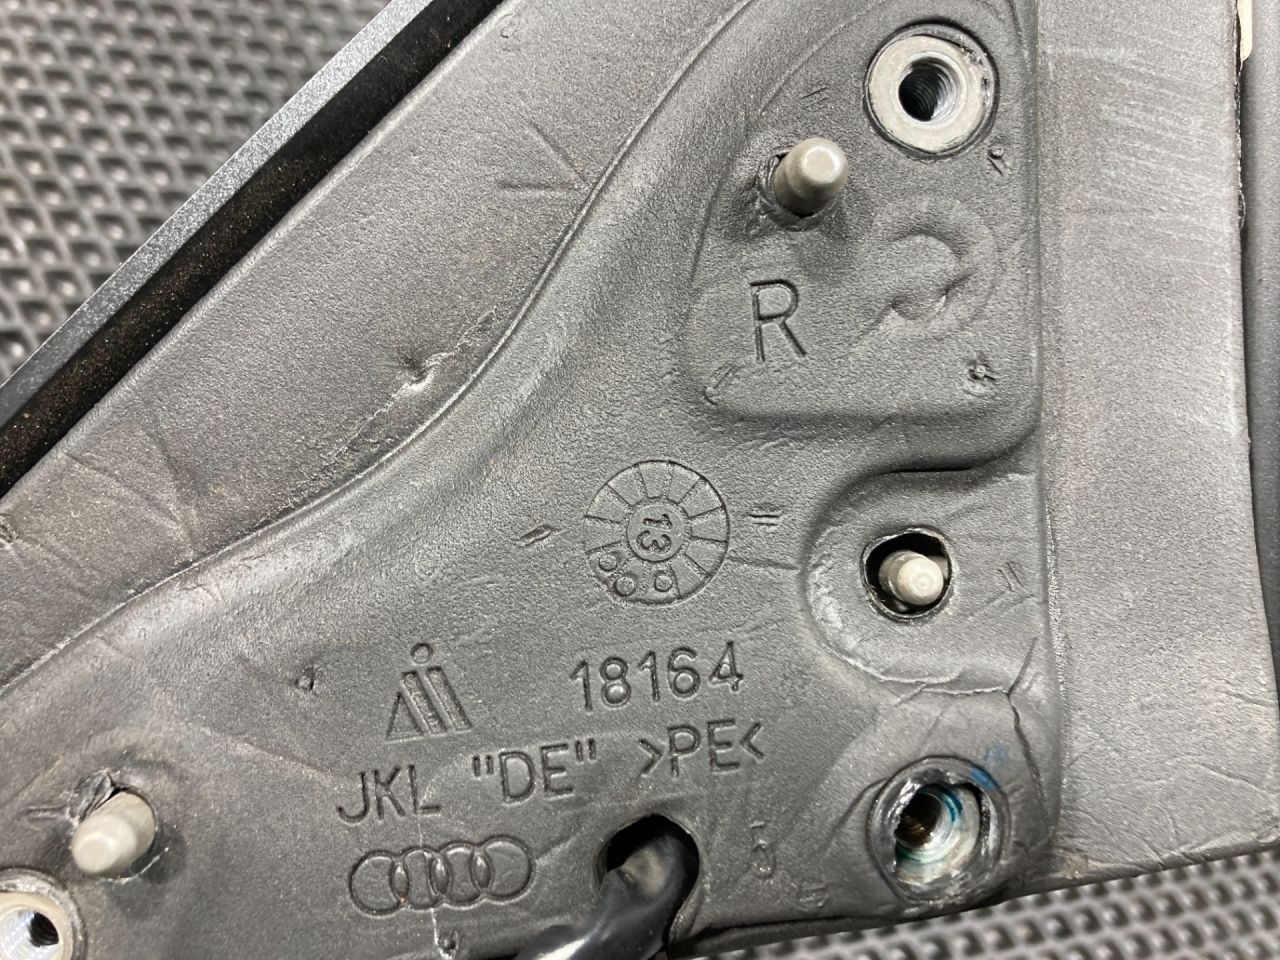 R
13
18164
JKL "DE" >PE<